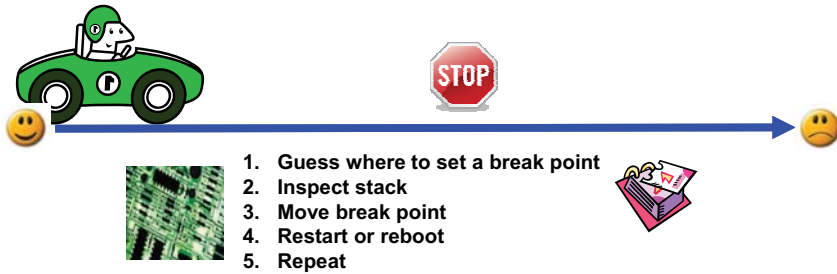 STOP
1. Guess where to set a break point
2. Inspect stack
3. Move break point
4. Restart or reboot
5. Repeat